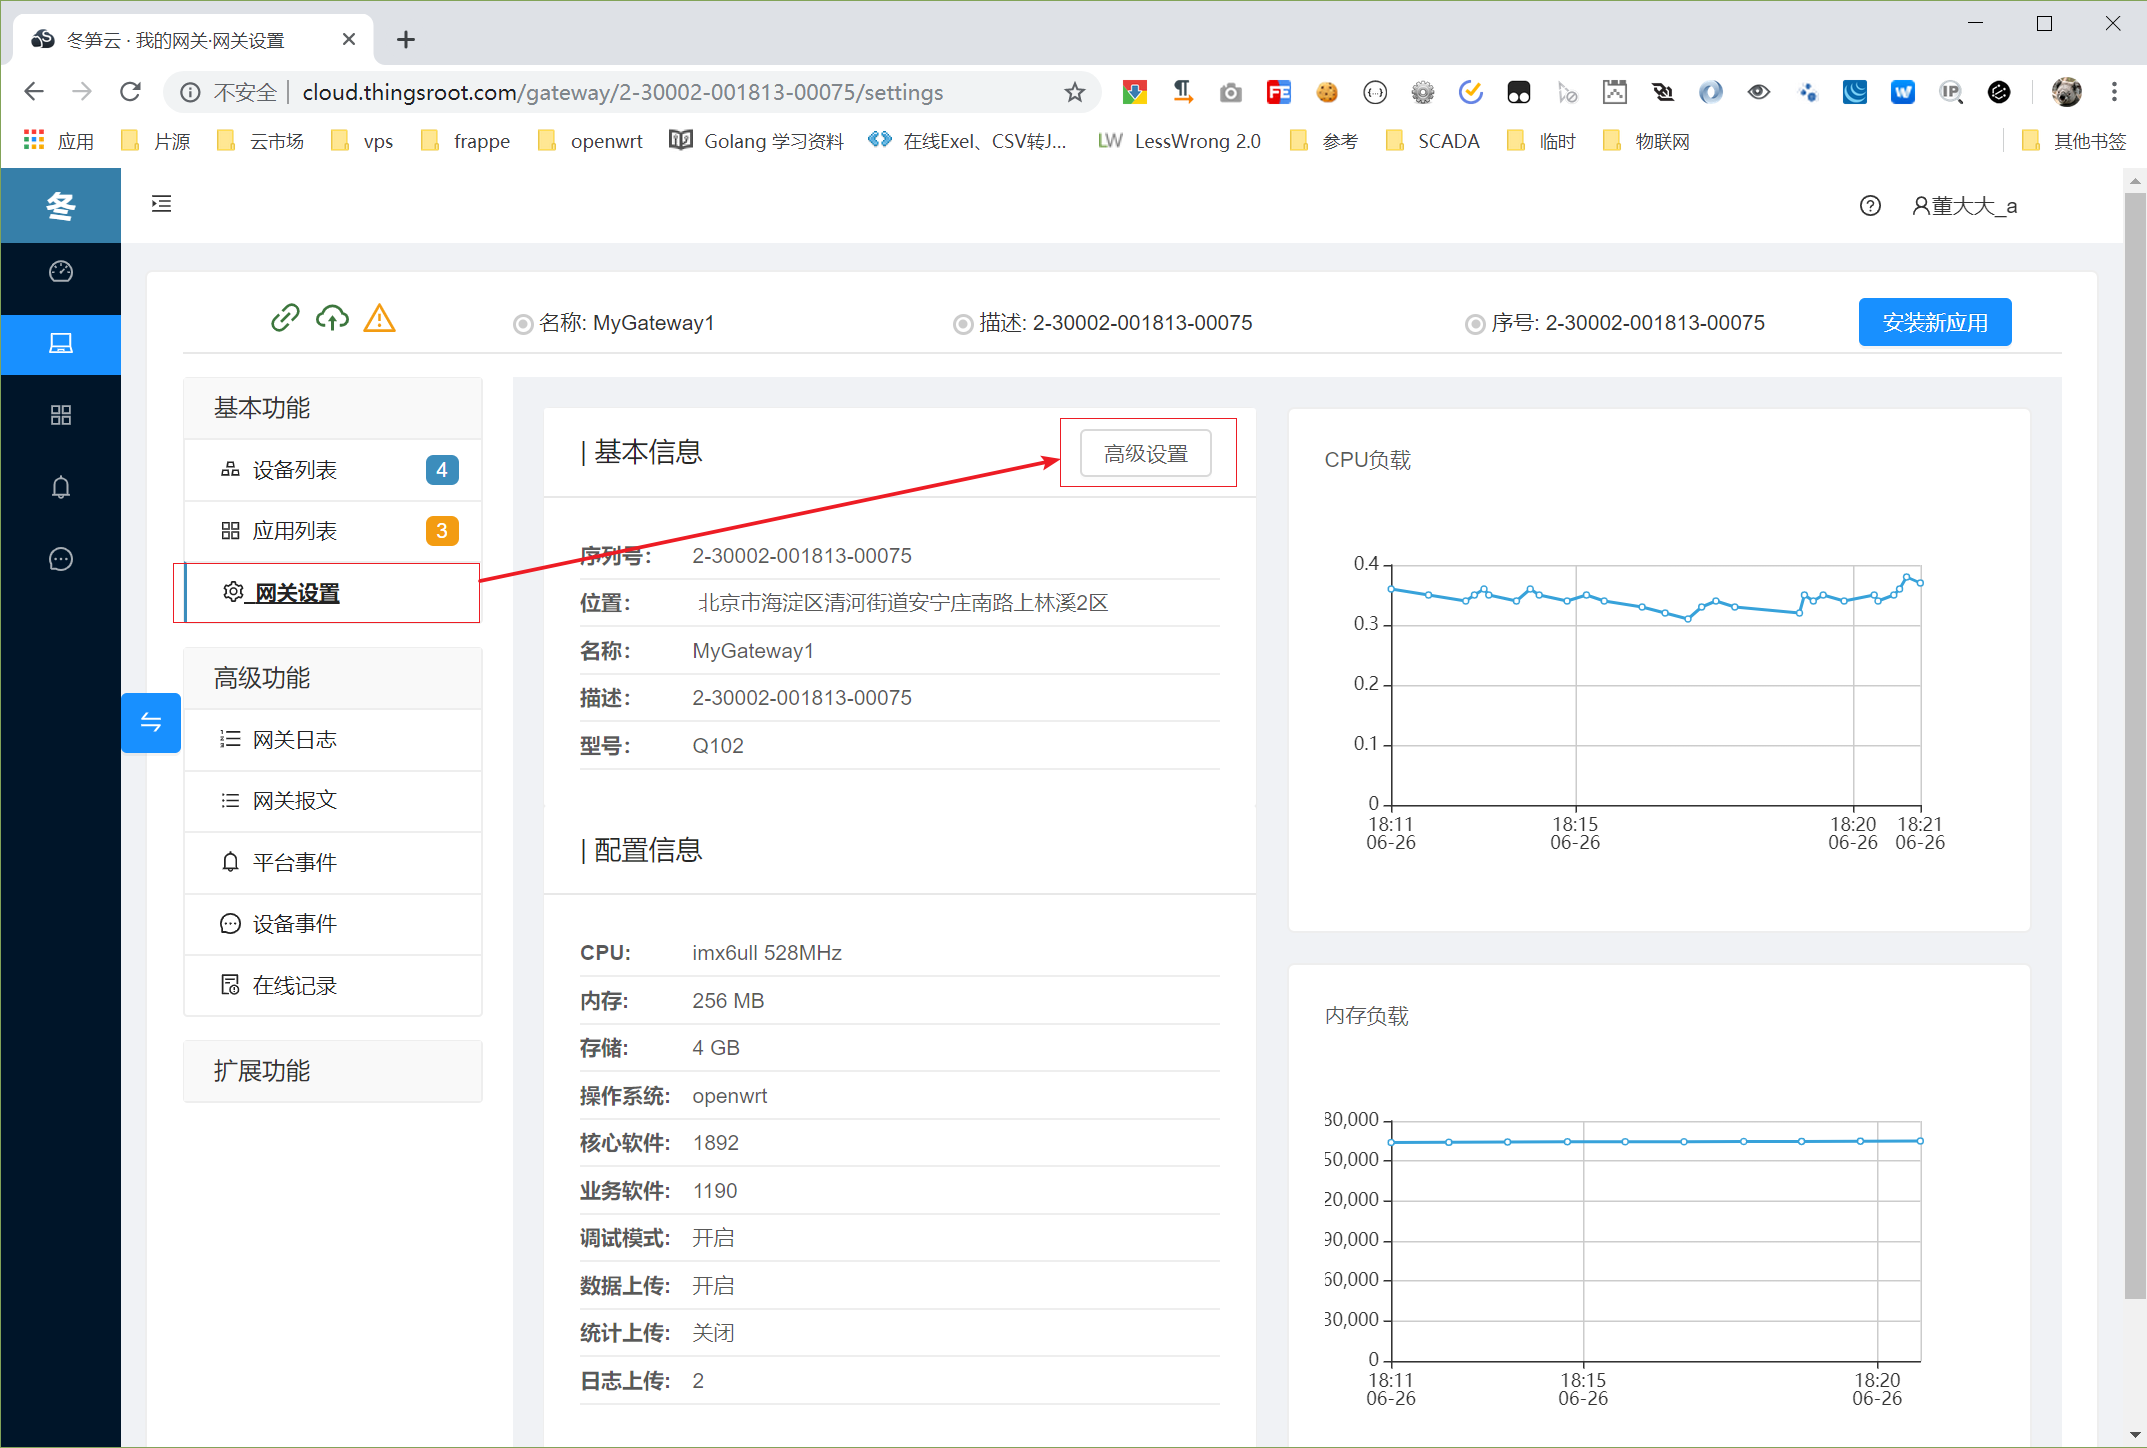 冬笋云 · 我的网关·网关设置
不安全 | cloud.thingsroot.com/gateway/2-30002-001813-00075/settings
应用 片源 云市场 vps frappe openwrt Golang 学习资料 在线Exel、CSV转J... LW LessWrong 2.0 参考 SCADA 临时 物联网 其他书签
冬
董大大_a
名称: MyGateway1
描述: 2-30002-001813-00075
序号: 2-30002-001813-00075
安装新应用
基本功能
设备列表 4
应用列表 3
网关设置
高级功能
网关日志
网关报文
平台事件
设备事件
在线记录
扩展功能
| 基本信息
高级设置
序列号: 2-30002-001813-00075
位置: 北京市海淀区清河街道安宁庄南路上林溪2区
名称: MyGateway1
描述: 2-30002-001813-00075
型号: Q102
| 配置信息
CPU: imx6ull 528MHz
内存: 256 MB
存储: 4 GB
操作系统: openwrt
核心软件: 1892
业务软件: 1190
调试模式: 开启
数据上传: 开启
统计上传: 关闭
日志上传: 2
CPU负载
0.4
0.3
0.2
0.1
0
18:11 18:15 18:20 18:21
06-26 06-26 06-26 06-26
内存负载
80,000
50,000
20,000
90,000
60,000
30,000
0
18:11 18:15 18:20
06-26 06-26 06-26